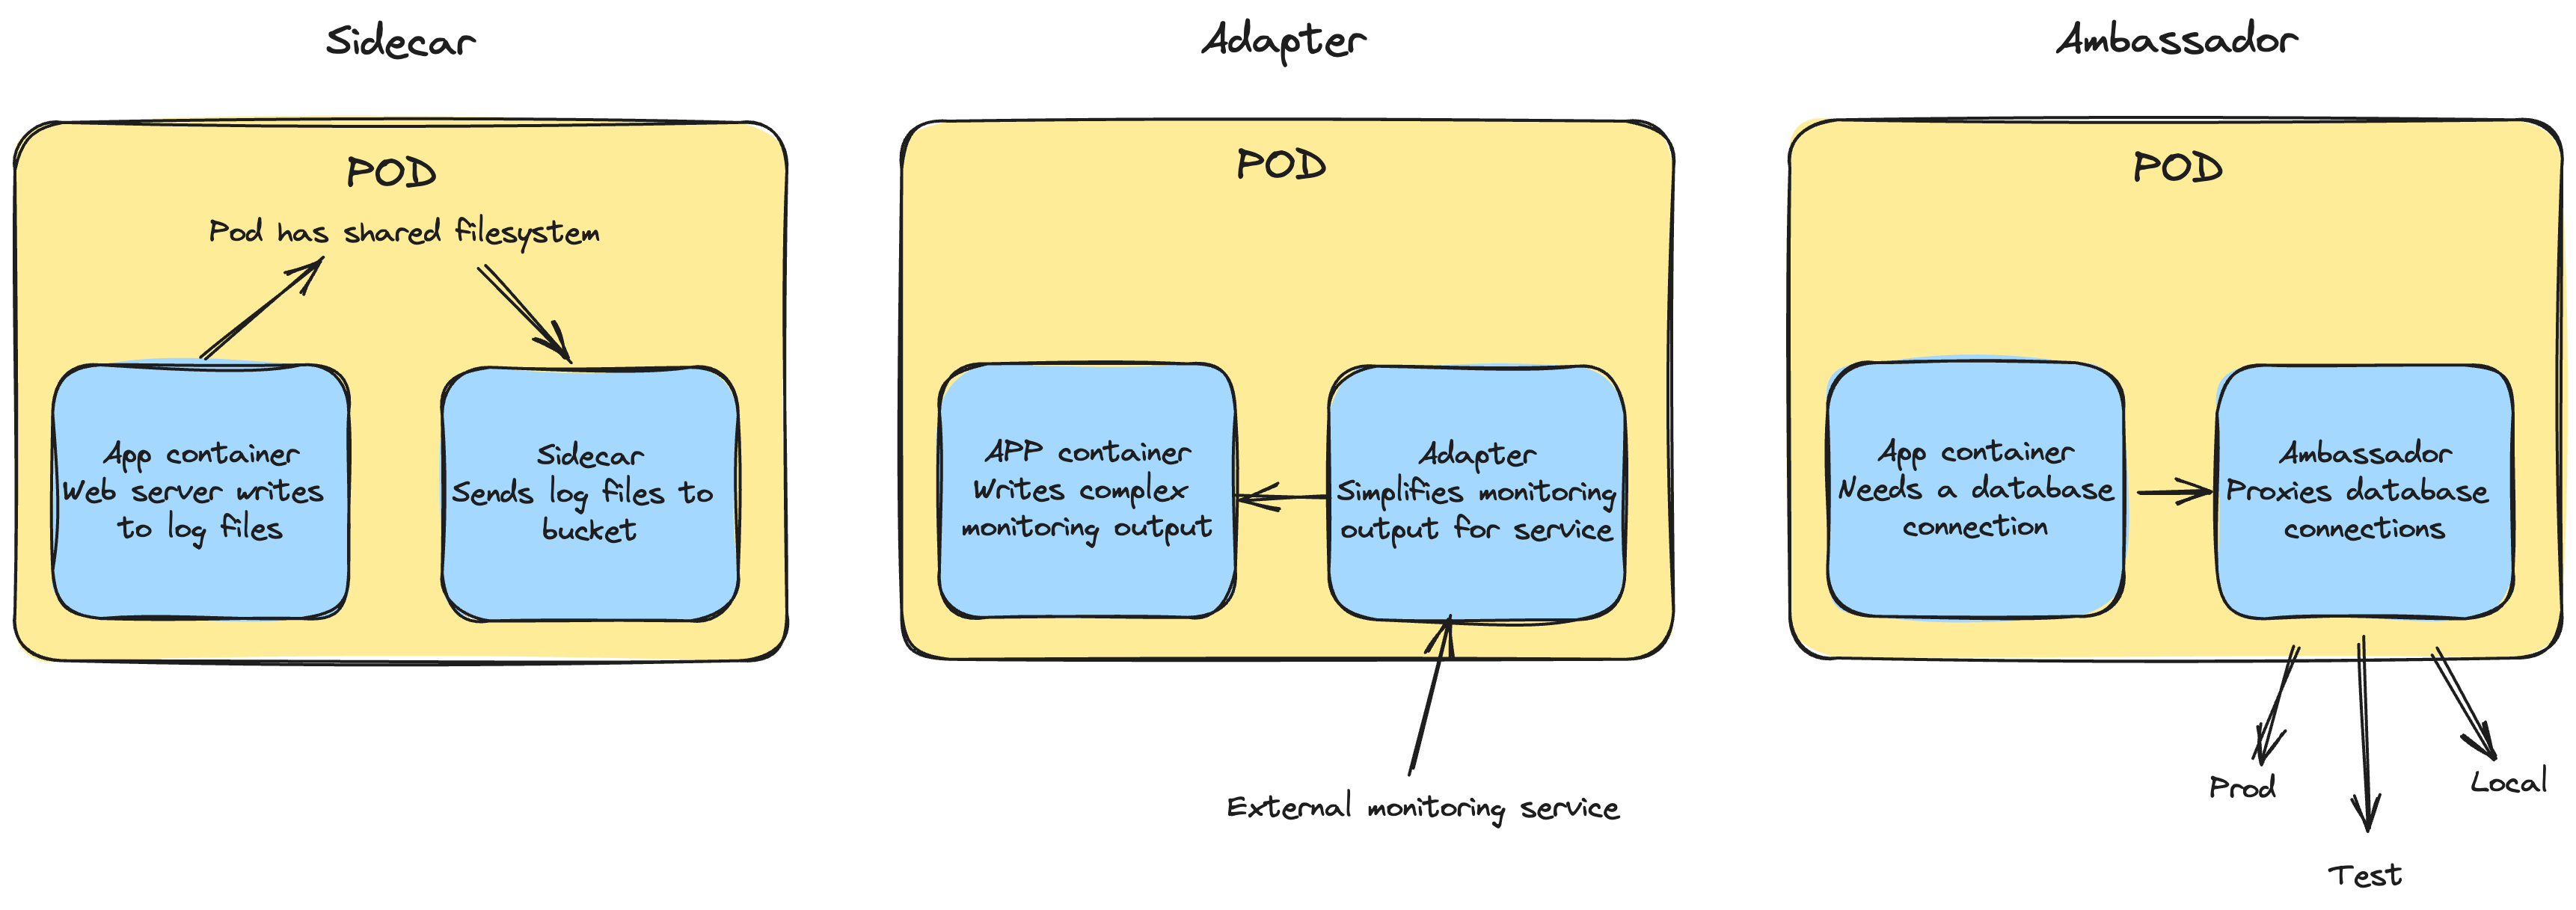 Sidecar
POD
Pod has shared filesystem
App container
Web server writes
to log files
Sidecar
Sends log files to
bucket
Adapter
POD
APP container
Writes complex
monitoring output
Adapter
Simplifies monitoring
output for service
External monitoring service
Ambassador
POD
App container
Needs a database
connection
Ambassador
Proxies database
connections
Prod
Test
Local